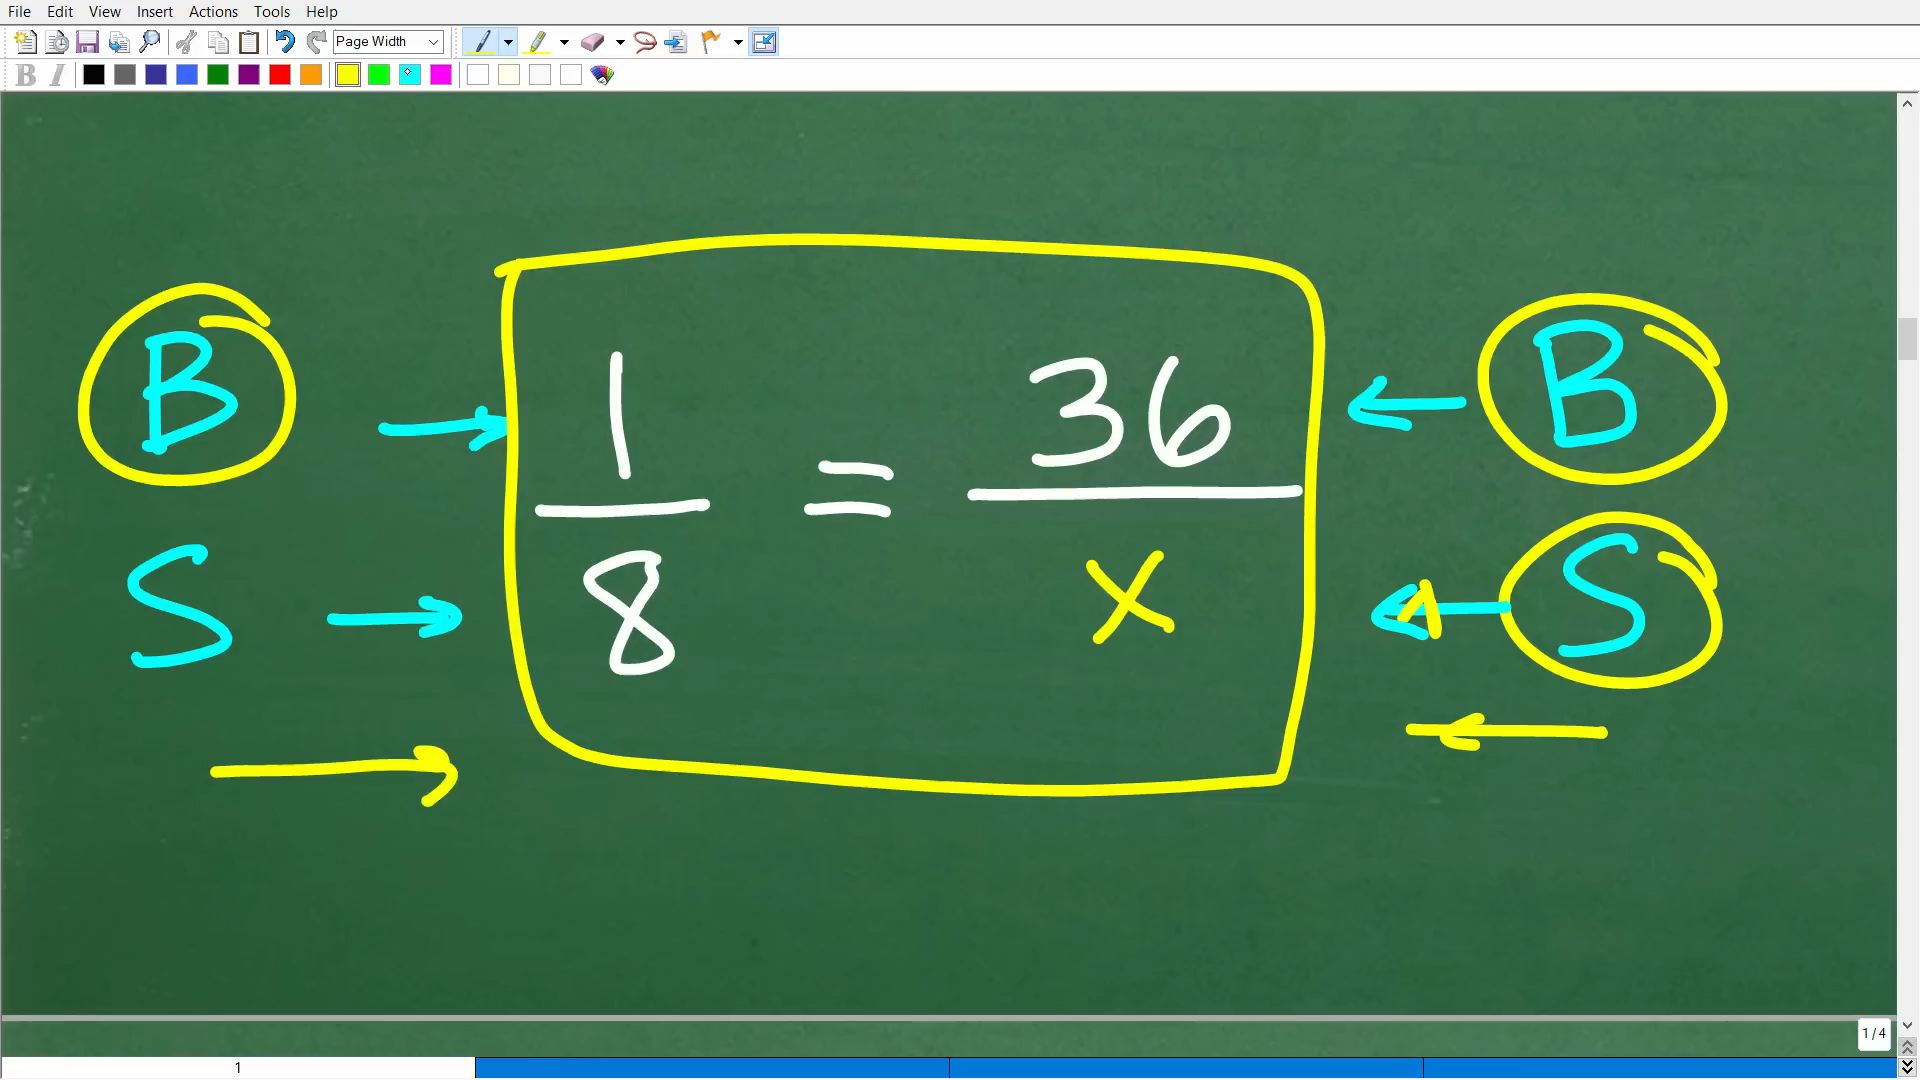 File Edit View Insert Actions Tools Help
Page Width
B I
B → 1/8 = 36/x ← B
S → ← S
1 / 4
1